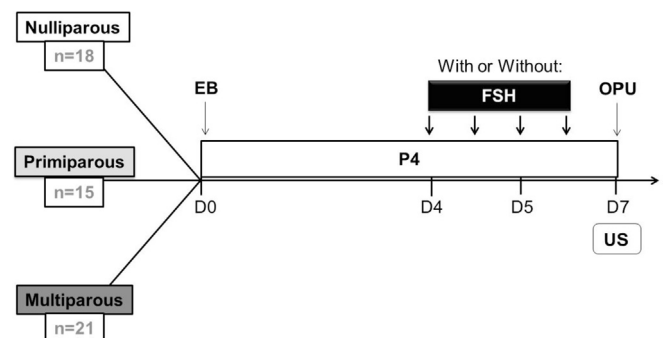 Nulliparous
n=18
With or Without:
EB
FSH
OPU
Primiparous
n=15
P4
D0
D4
D5
D7
US
Multiparous
n=21